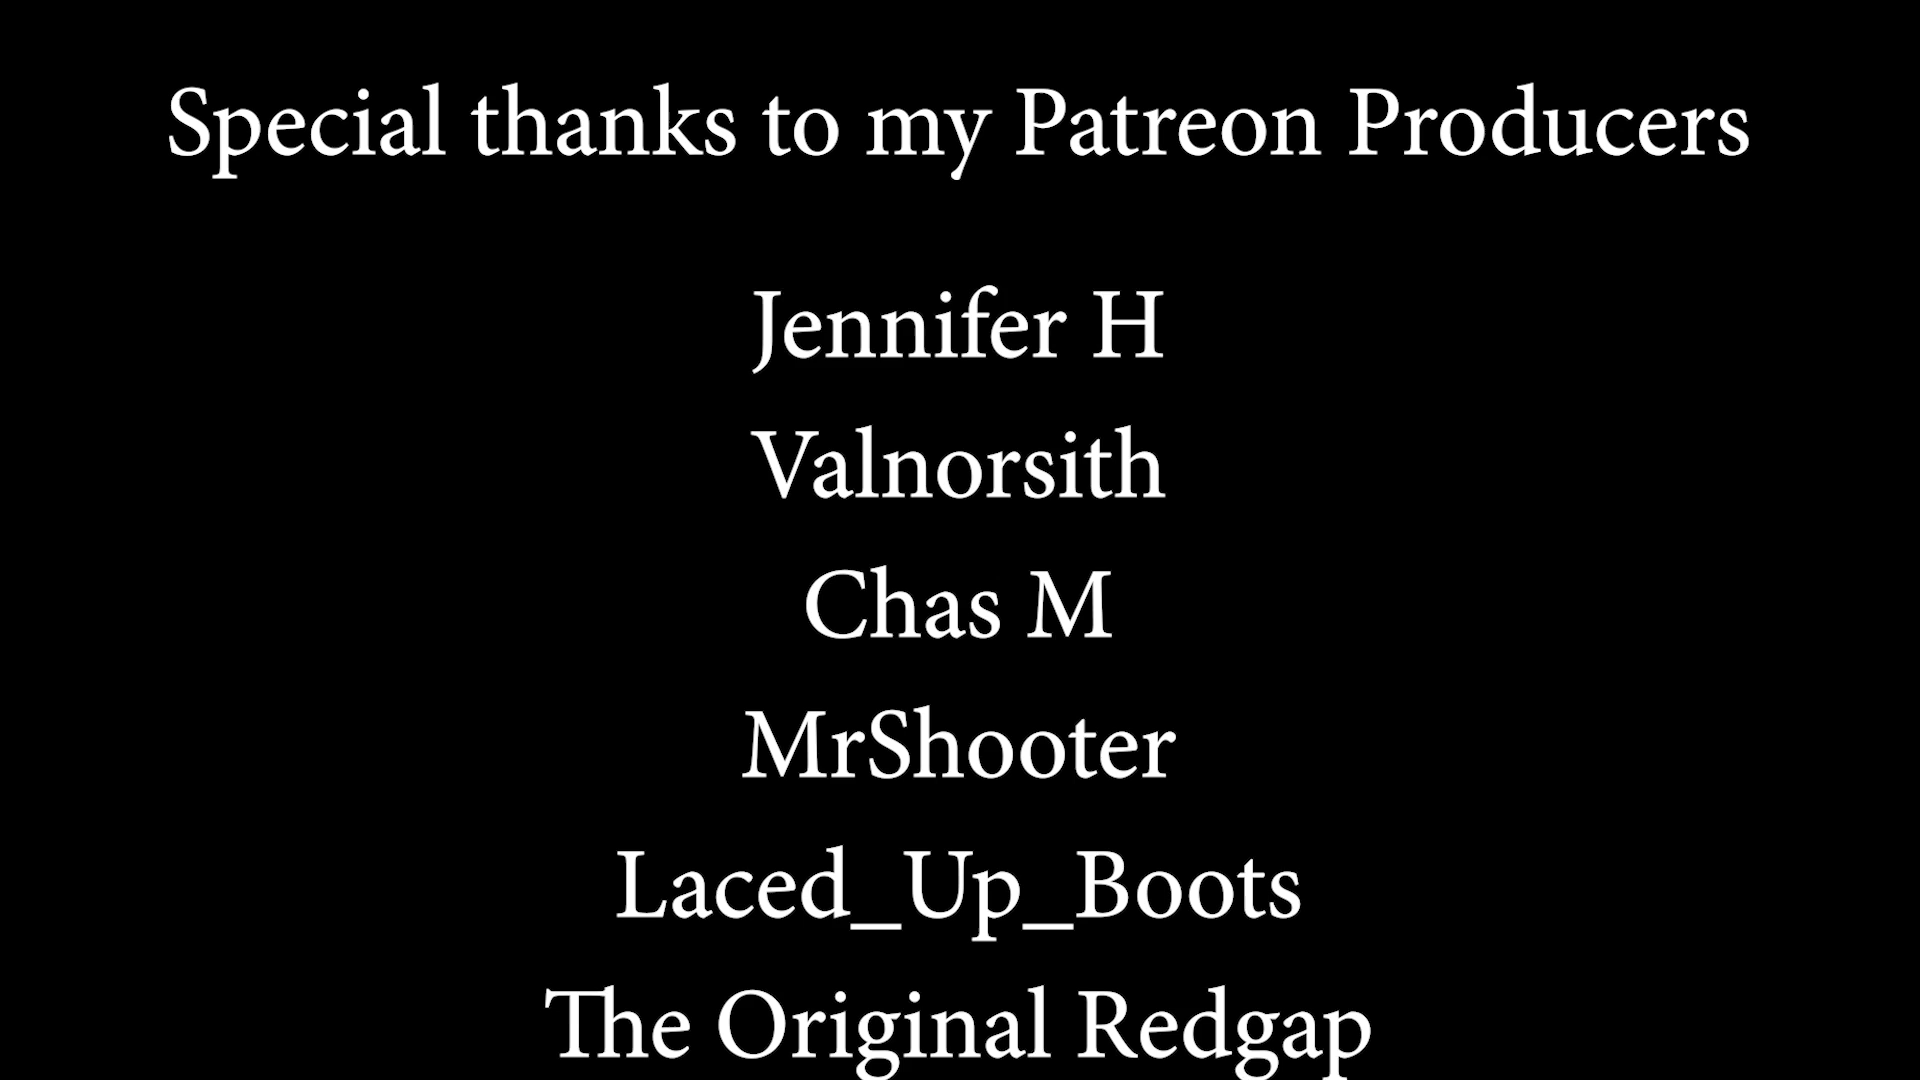 Special thanks to my Patreon Producers
Jennifer H
Valnorsith
Chas M
MrShooter
Laced_Up_Boots
The Original Redgap